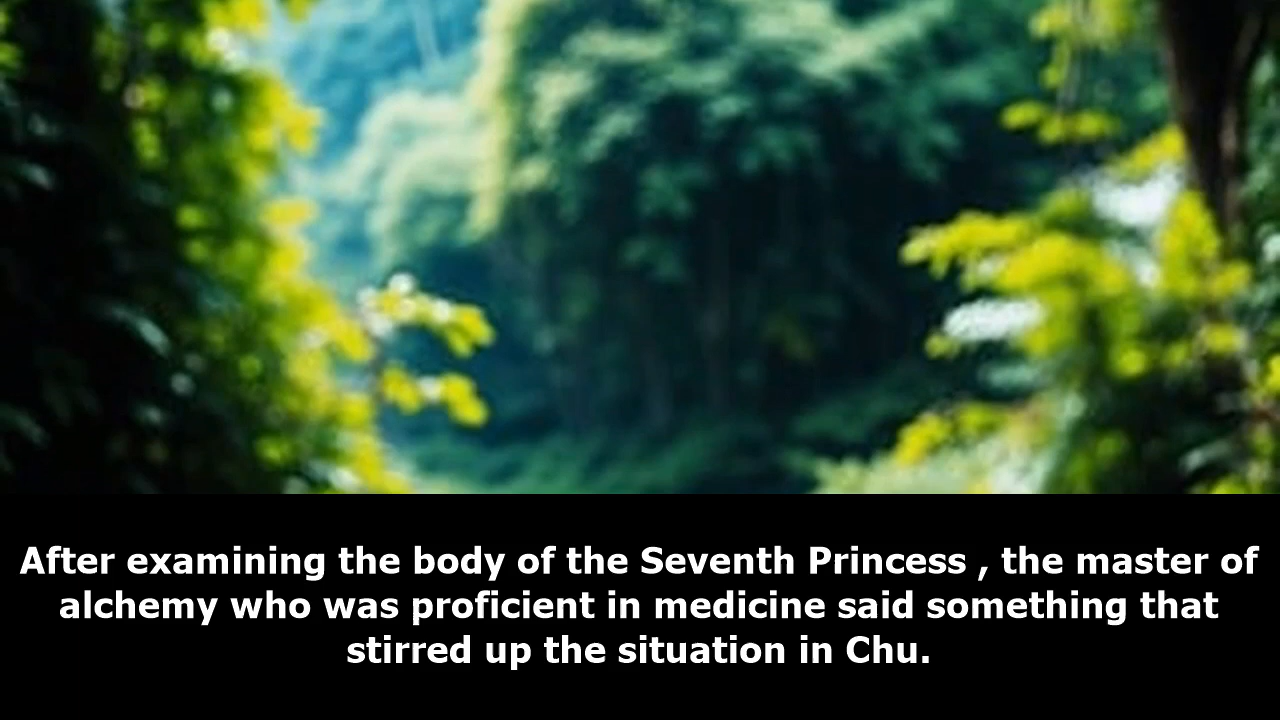 After examining the body of the Seventh Princess , the master of
alchemy who was proficient in medicine said something that
stirred up the situation in Chu.